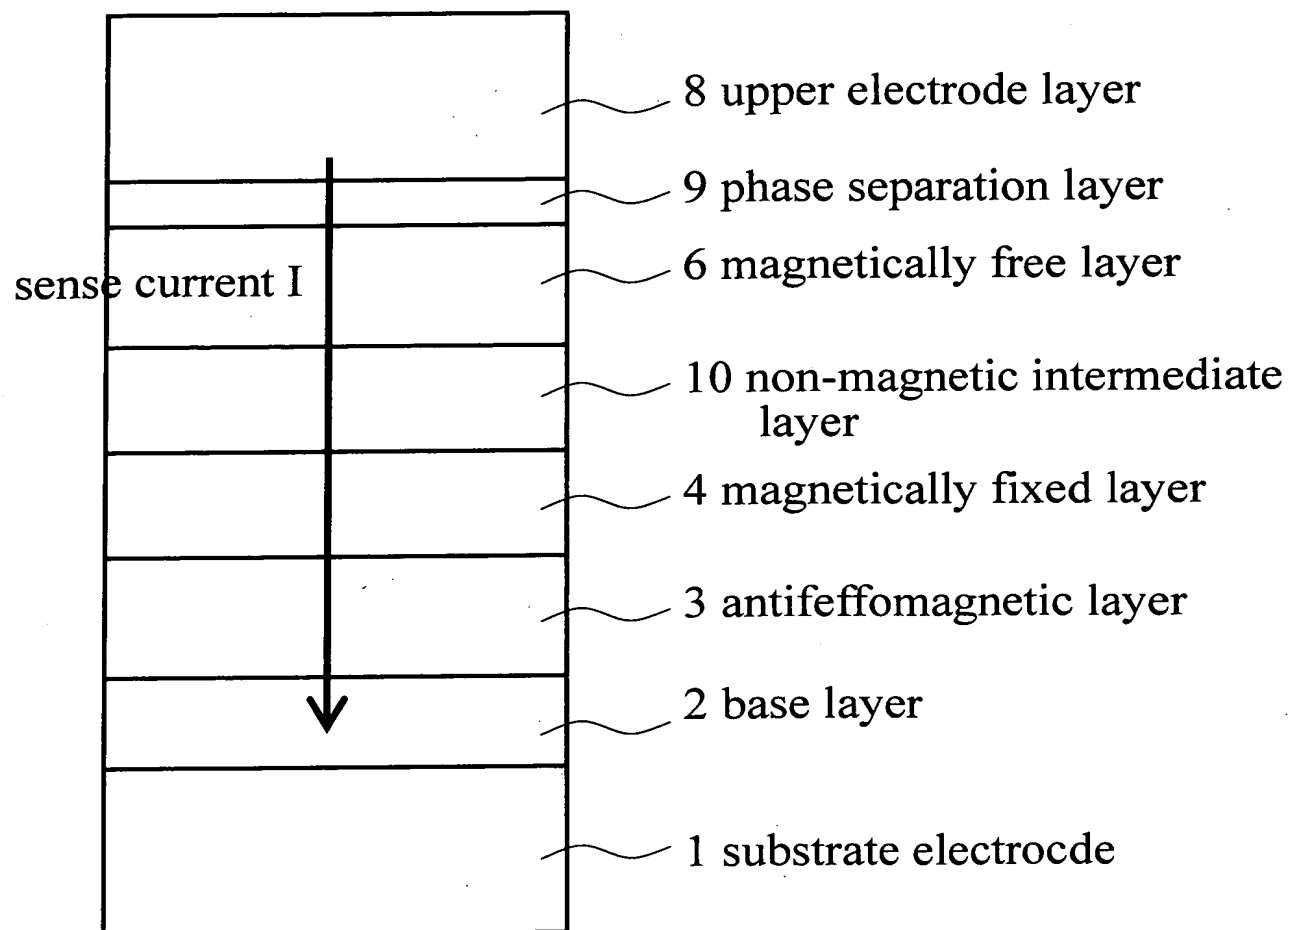 8 upper electrode layer
9 phase separation layer
6 magnetically free layer
sense current I
10 non-magnetic intermediate
layer
4 magnetically fixed layer
3 antifeffomagnetic layer
2 base layer
1 substrate electrocde